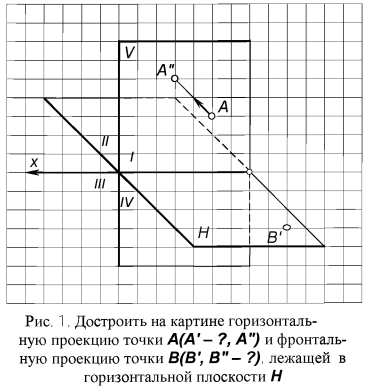 V
A"
A
II
I
x
III
IV
H
B'
Рис. 1. Достроить на картине горизонталь-
ную проекцию точки A(A' – ?, A") и фронталь-
ную проекцию точки B(B', B" – ?), лежащей в
горизонтальной плоскости H